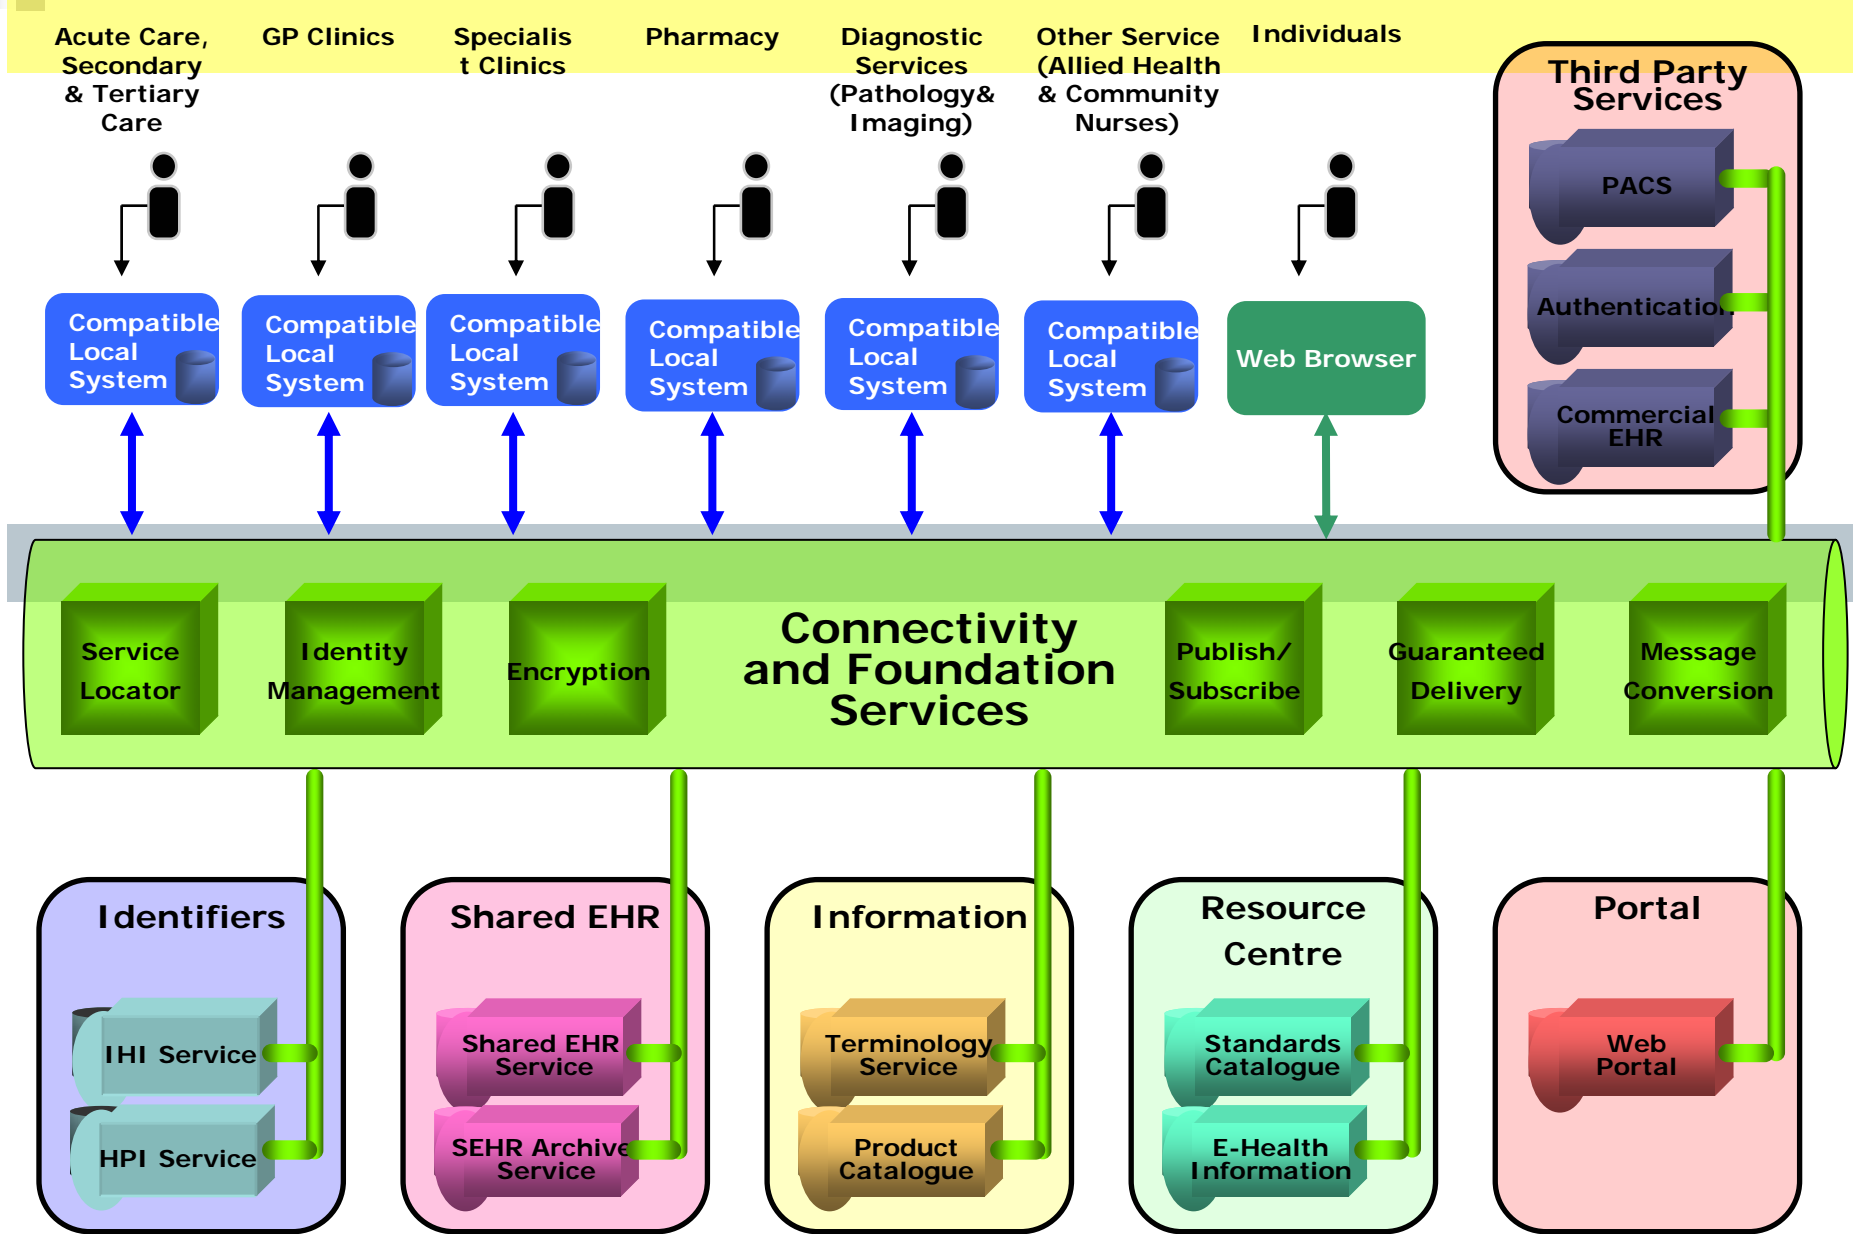 Acute Care,
Secondary
& Tertiary
Care
GP Clinics
Specialis
t Clinics
Pharmacy
Diagnostic
Services
(Pathology&
Imaging)
Other Service
(Allied Health
& Community
Nurses)
Individuals
Third Party
Services
PACS
Authentication
Commercial
EHR
Compatible
Local
System
Compatible
Local
System
Compatible
Local
System
Compatible
Local
System
Compatible
Local
System
Compatible
Local
System
Web Browser
Service
Locator
Identity
Management
Encryption
Connectivity
and Foundation
Services
Publish/
Subscribe
Guaranteed
Delivery
Message
Conversion
Identifiers
IHI Service
HPI Service
Shared EHR
Shared EHR
Service
SEHR Archive
Service
Information
Terminology
Service
Product
Catalogue
Resource
Centre
Standards
Catalogue
E-Health
Information
Portal
Web
Portal